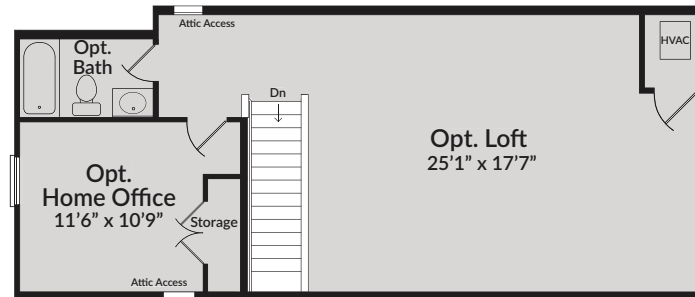 Attic Access
Opt.
Bath
HVAC
Dn
Opt. Loft
25’1” x 17’7”
Opt.
Home Office
11’6” x 10’9”
Storage
Attic Access